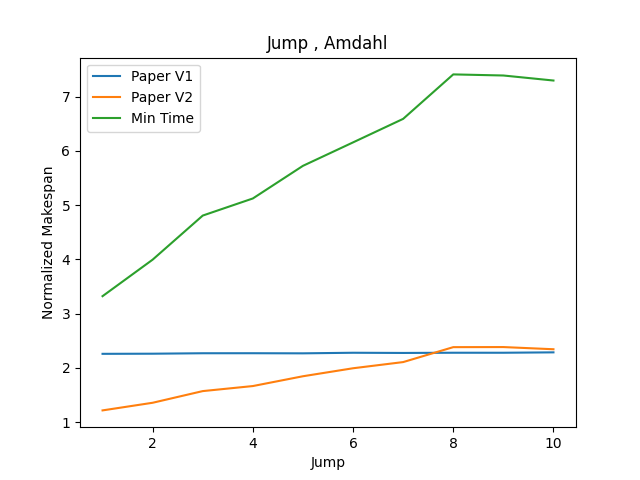 Jump , Amdahl
Paper V1
Paper V2
Min Time
Normalized Makespan
7
6
5
4
3
2
1
2 4 6 8 10
Jump